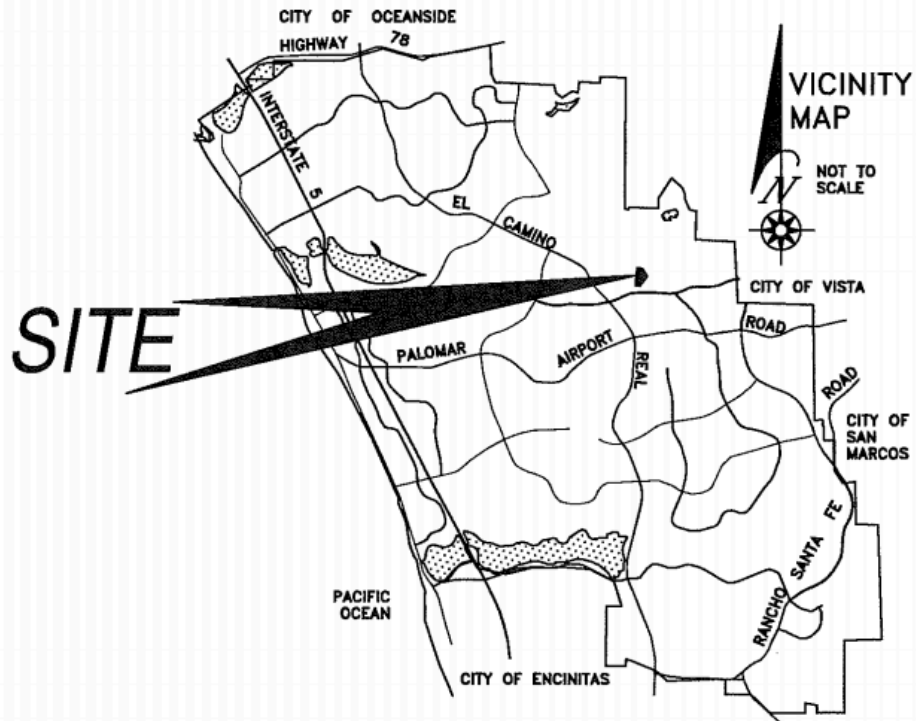 CITY OF OCEANSIDE
HIGHWAY 78
VICINITY
MAP
N
NOT TO
SCALE
INTERSTATE 5
EL CAMINO REAL
CITY OF VISTA
SITE
PALOMAR AIRPORT ROAD
ROAD
CITY OF
SAN
MARCOS
RANCHO SANTA FE
PACIFIC
OCEAN
CITY OF ENCINITAS